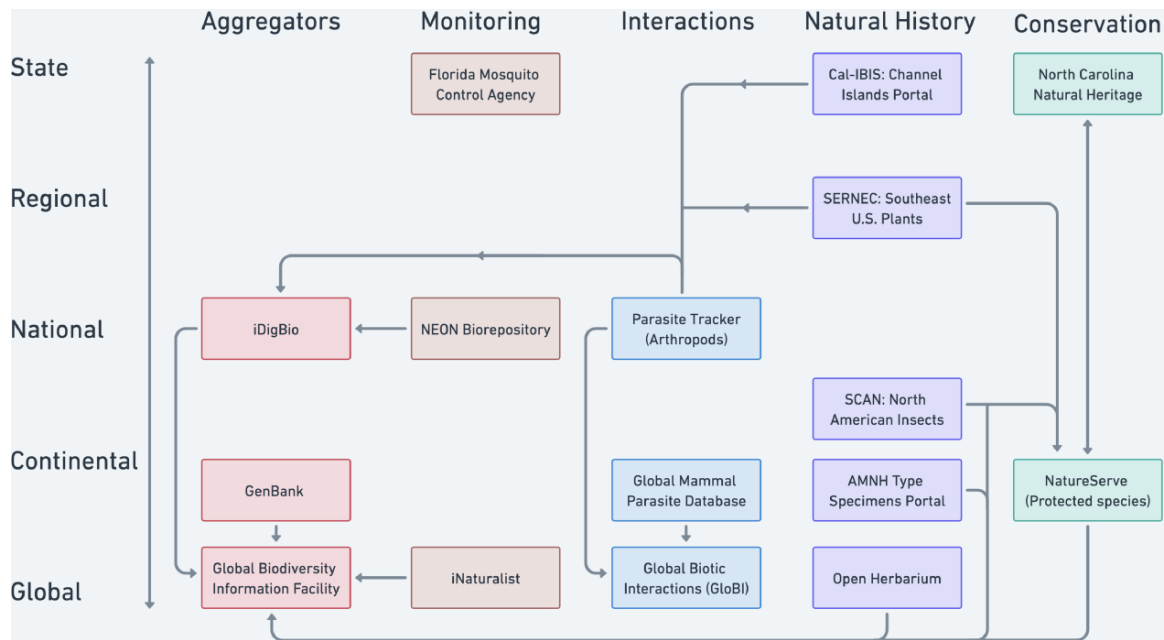 Aggregators
Monitoring
Interactions
Natural History
Conservation
State
Florida Mosquito
Control Agency
Cal-IBIS: Channel
Islands Portal
North Carolina
Natural Heritage
Regional
SERNEC: Southeast
U.S. Plants
National
iDigBio
NEON Biorepository
Parasite Tracker
(Arthropods)
SCAN: North
American Insects
Continental
GenBank
Global Mammal
Parasite Database
AMNH Type
Specimens Portal
NatureServe
(Protected species)
Global
Global Biodiversity
Information Facility
iNaturalist
Global Biotic
Interactions (GloBI)
Open Herbarium